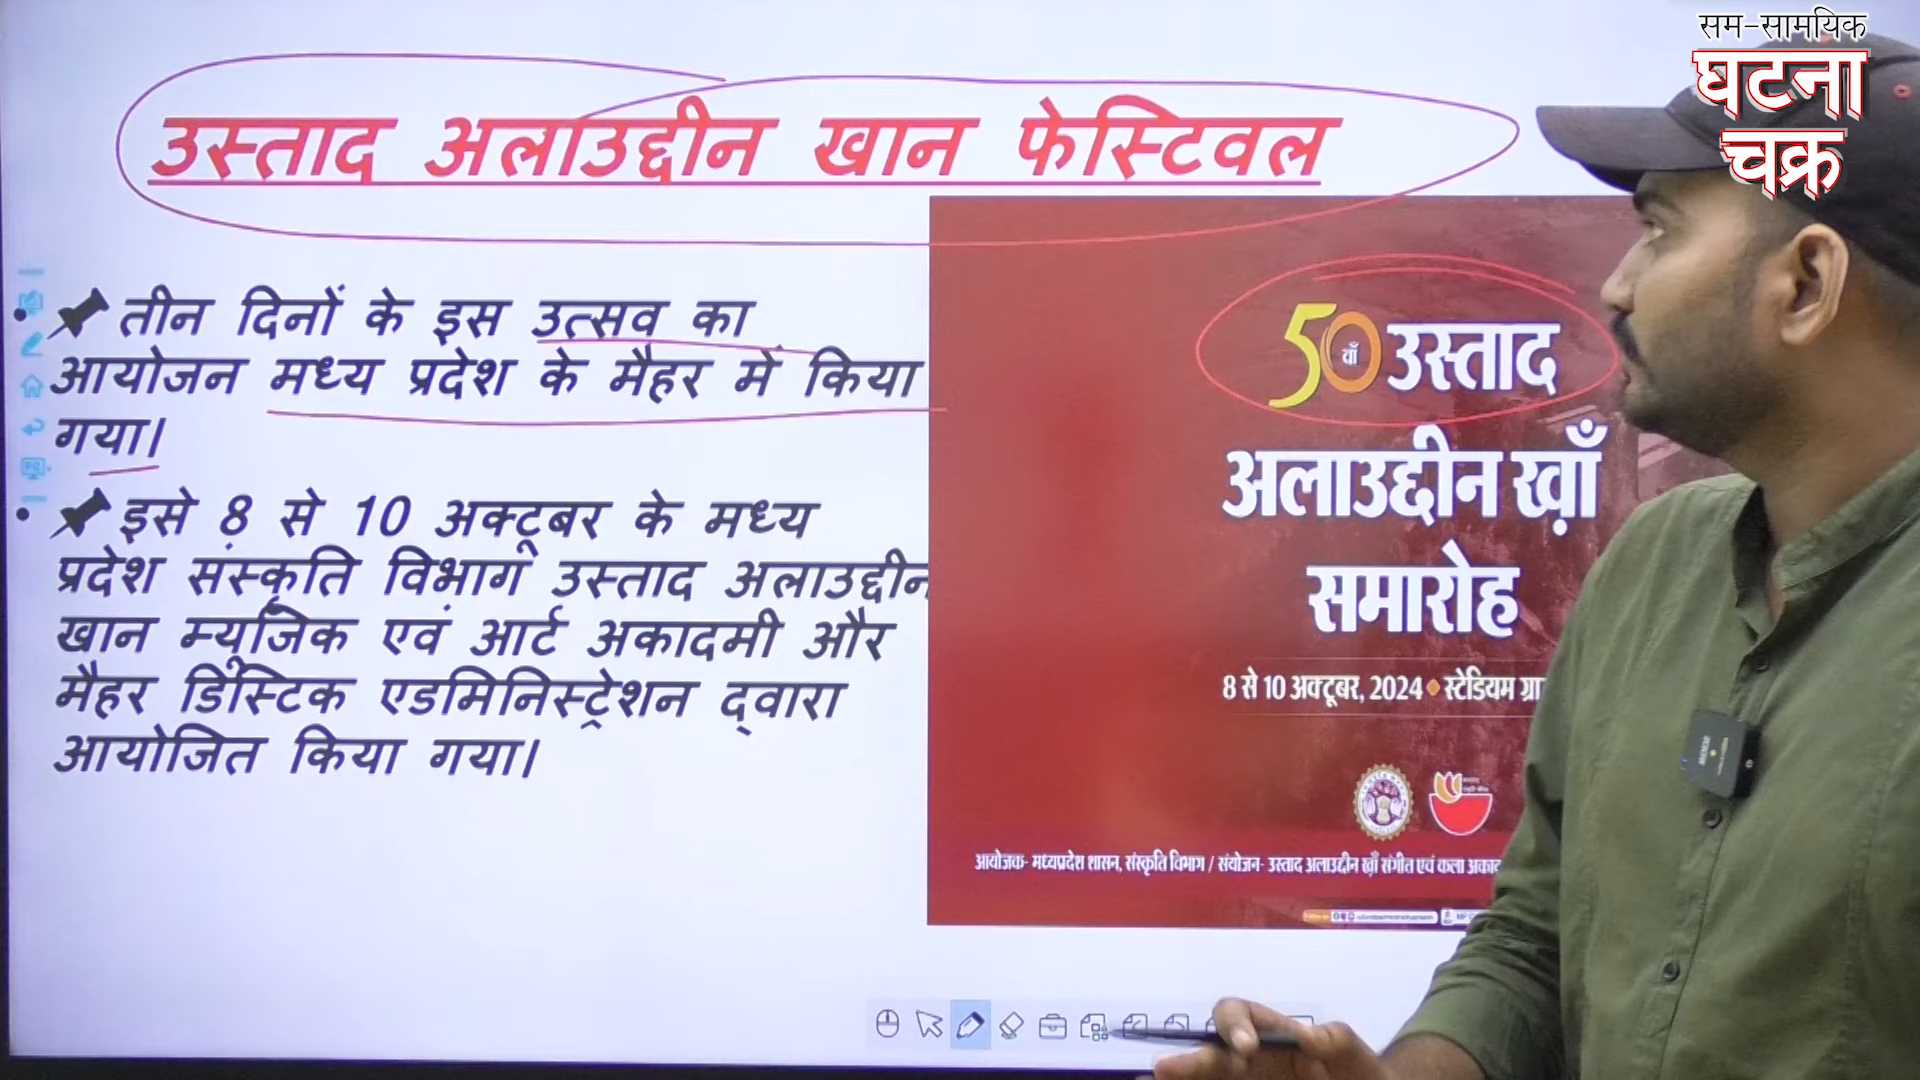 सम-सामयिक
घटना
चक्र
उस्ताद अलाउद्दीन खान फेस्टिवल
तीन दिनों के इस उत्सव का
आयोजन मध्य प्रदेश के मैहर में किया
गया।
इसे 8 से 10 अक्टूबर के मध्य
प्रदेश संस्कृति विभाग उस्ताद अलाउद्दीन
खान म्यूजिक एवं आर्ट अकादमी और
मैहर डिस्टिक एडमिनिस्ट्रेशन द्वारा
आयोजित किया गया।
50 वाँ उस्ताद
अलाउद्दीन ख़ाँ
समारोह
8 से 10 अक्टूबर, 2024 • स्टेडियम
आयोजक- मध्यप्रदेश शासन, संस्कृति विभाग / संयोजन- उस्ताद अलाउद्दीन ख़ाँ संगीत एवं कला